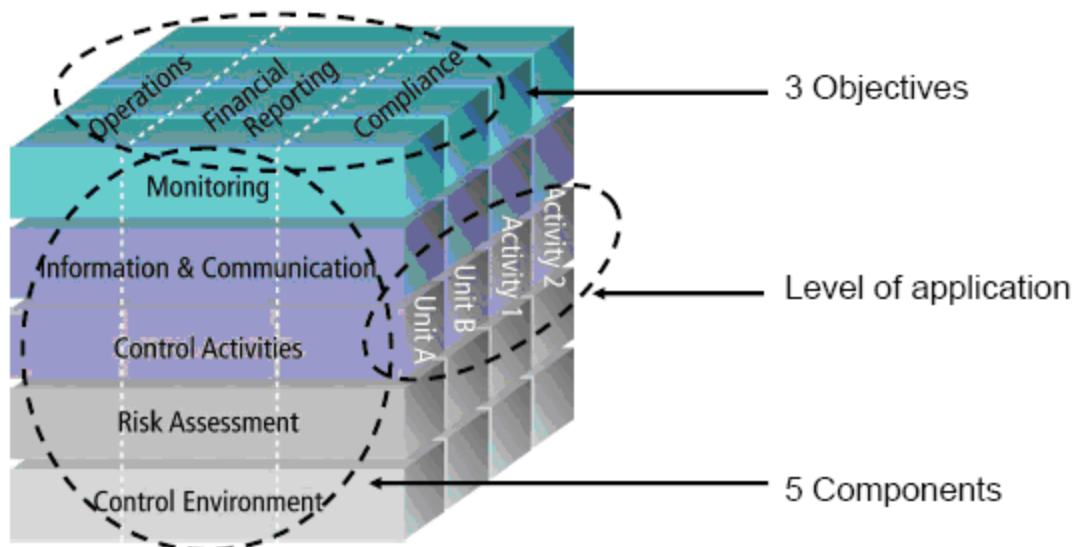 Operations
Financial
Reporting
Compliance
3 Objectives
Monitoring
Information & Communication
Control Activities
Risk Assessment
Control Environment
Unit A
Unit B
Activity 1
Activity 2
Level of application
5 Components